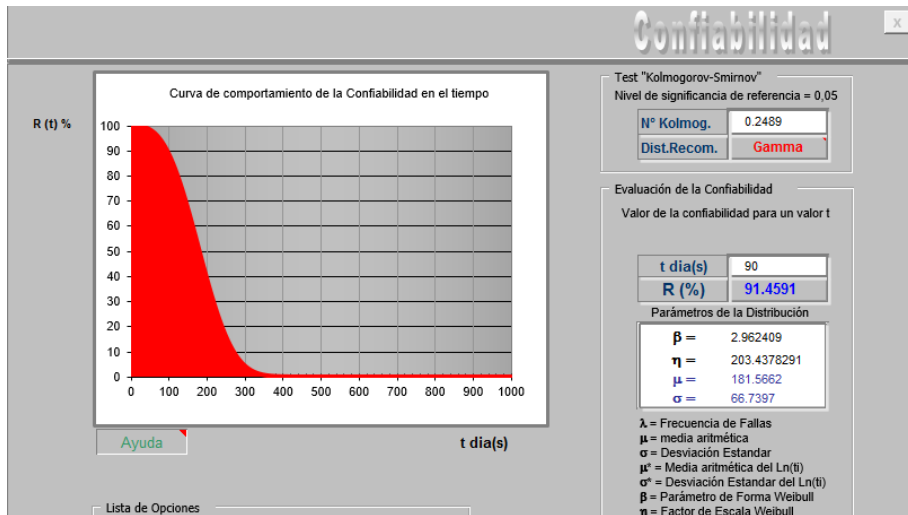 Confiabilidad
X
Curva de comportamiento de la Confiabilidad en el tiempo
R (t) %
100
90
80
70
60
50
40
30
20
10
0
0 100 200 300 400 500 600 700 800 900 1000
Ayuda
t dia(s)
Lista de Opciones
Test "Kolmogorov-Smirnov"
Nivel de significancia de referencia = 0,05
Nº Kolmog. 0.2489
Dist.Recom. Gamma
Evaluación de la Confiabilidad
Valor de la confiabilidad para un valor t
t dia(s) 90
R (%) 91.4591
Parámetros de la Distribución
β = 2.962409
η = 203.4378291
μ = 181.5662
σ = 66.7397
λ = Frecuencia de Fallas
μ = media aritmética
σ = Desviación Estandar
μ* = Media aritmética del Ln(ti)
σ* = Desviación Estandar del Ln(ti)
β = Parámetro de Forma Weibull
η = Factor de Escala Weibull